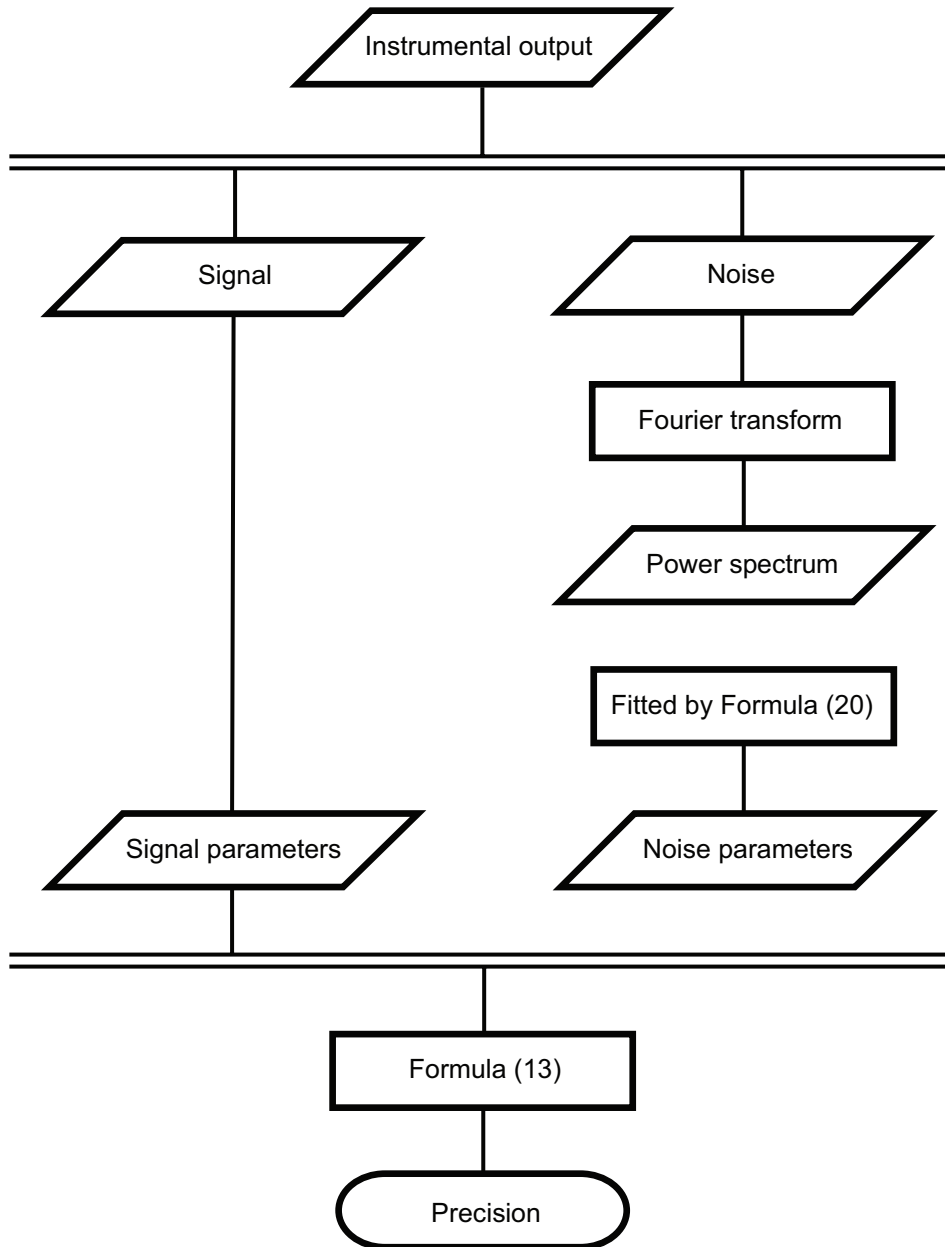 Instrumental output
Signal
Noise
Fourier transform
Power spectrum
Fitted by Formula (20)
Signal parameters
Noise parameters
Formula (13)
Precision